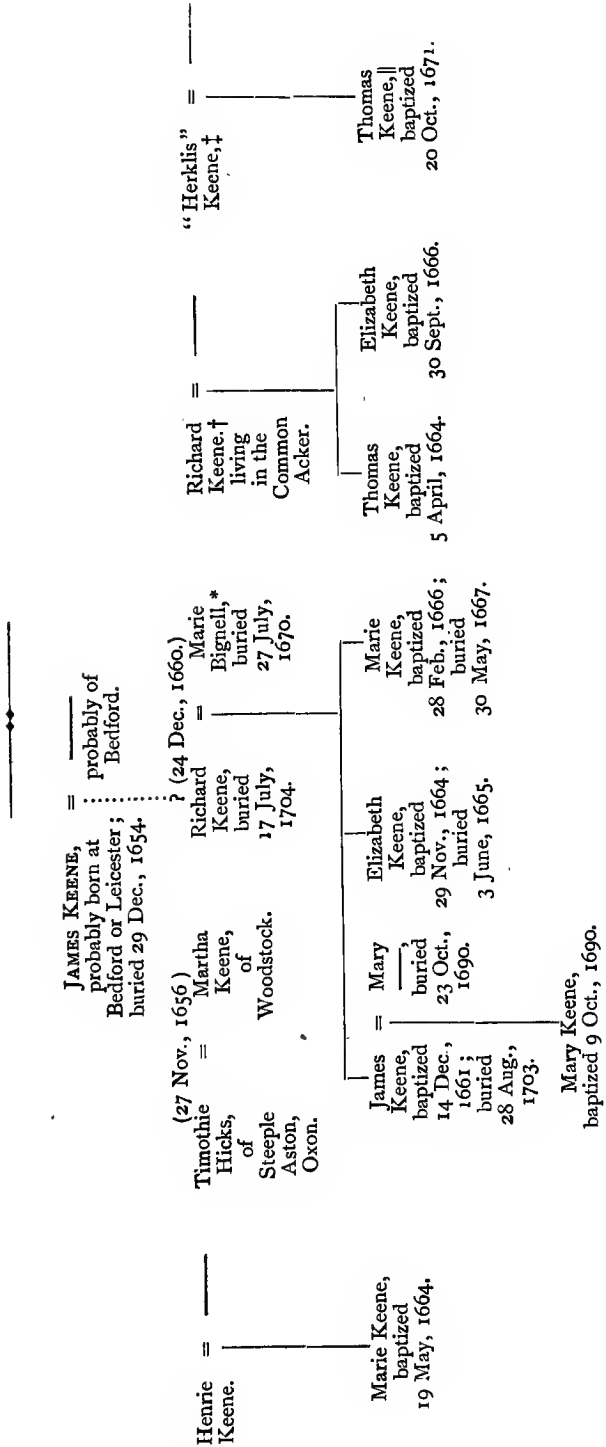 JAMES KEENE, = —— 
probably born at probably of
Bedford or Leicester ; Bedford.
buried 29 Dec., 1654.
Henrie = ——
Keene.
(27 Nov., 1656)
Timothie = Martha
Hicks, Keene,
of of
Steeple Woodstock.
Aston,
Oxon.
? (24 Dec., 1660.)
Richard = Marie
Keene, Bignell,*
buried buried
17 July, 27 July,
1704. 1670.
Richard = ——
Keene.†
living
in the
Common
Acker.
“Herklis” = ——
Keene,‡
Marie Keene,
baptized
19 May, 1664.
James = Mary
Keene, ——,
baptized buried
14 Dec., 23 Oct.,
1661 ; 1690.
buried
28 Aug.,
1703.
Elizabeth
Keene,
baptized
29 Nov., 1664 ;
buried
3 June, 1665.
Marie
Keene,
baptized
28 Feb., 1666 ;
buried
30 May, 1667.
Thomas
Keene,
baptized
5 April, 1664.
Elizabeth
Keene,
baptized
30 Sept., 1666.
Thomas
Keene,||
baptized
20 Oct., 1671.
Mary Keene,
baptized 9 Oct., 1690.